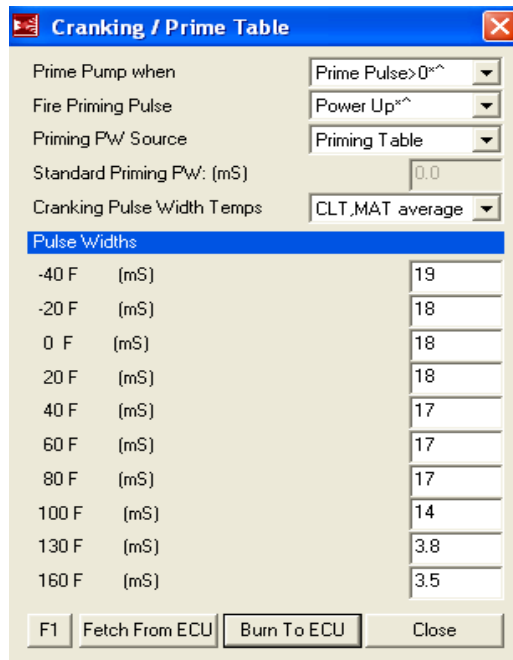 Cranking / Prime Table
Prime Pump when Prime Pulse>0*^
Fire Priming Pulse Power Up*^
Priming PW Source Priming Table
Standard Priming PW: (mS) 0.0
Cranking Pulse Width Temps CLT,MAT average
Pulse Widths
-40 F (mS) 19
-20 F (mS) 18
0 F (mS) 18
20 F (mS) 18
40 F (mS) 17
60 F (mS) 17
80 F (mS) 17
100 F (mS) 14
130 F (mS) 3.8
160 F (mS) 3.5
F1 Fetch From ECU Burn To ECU Close